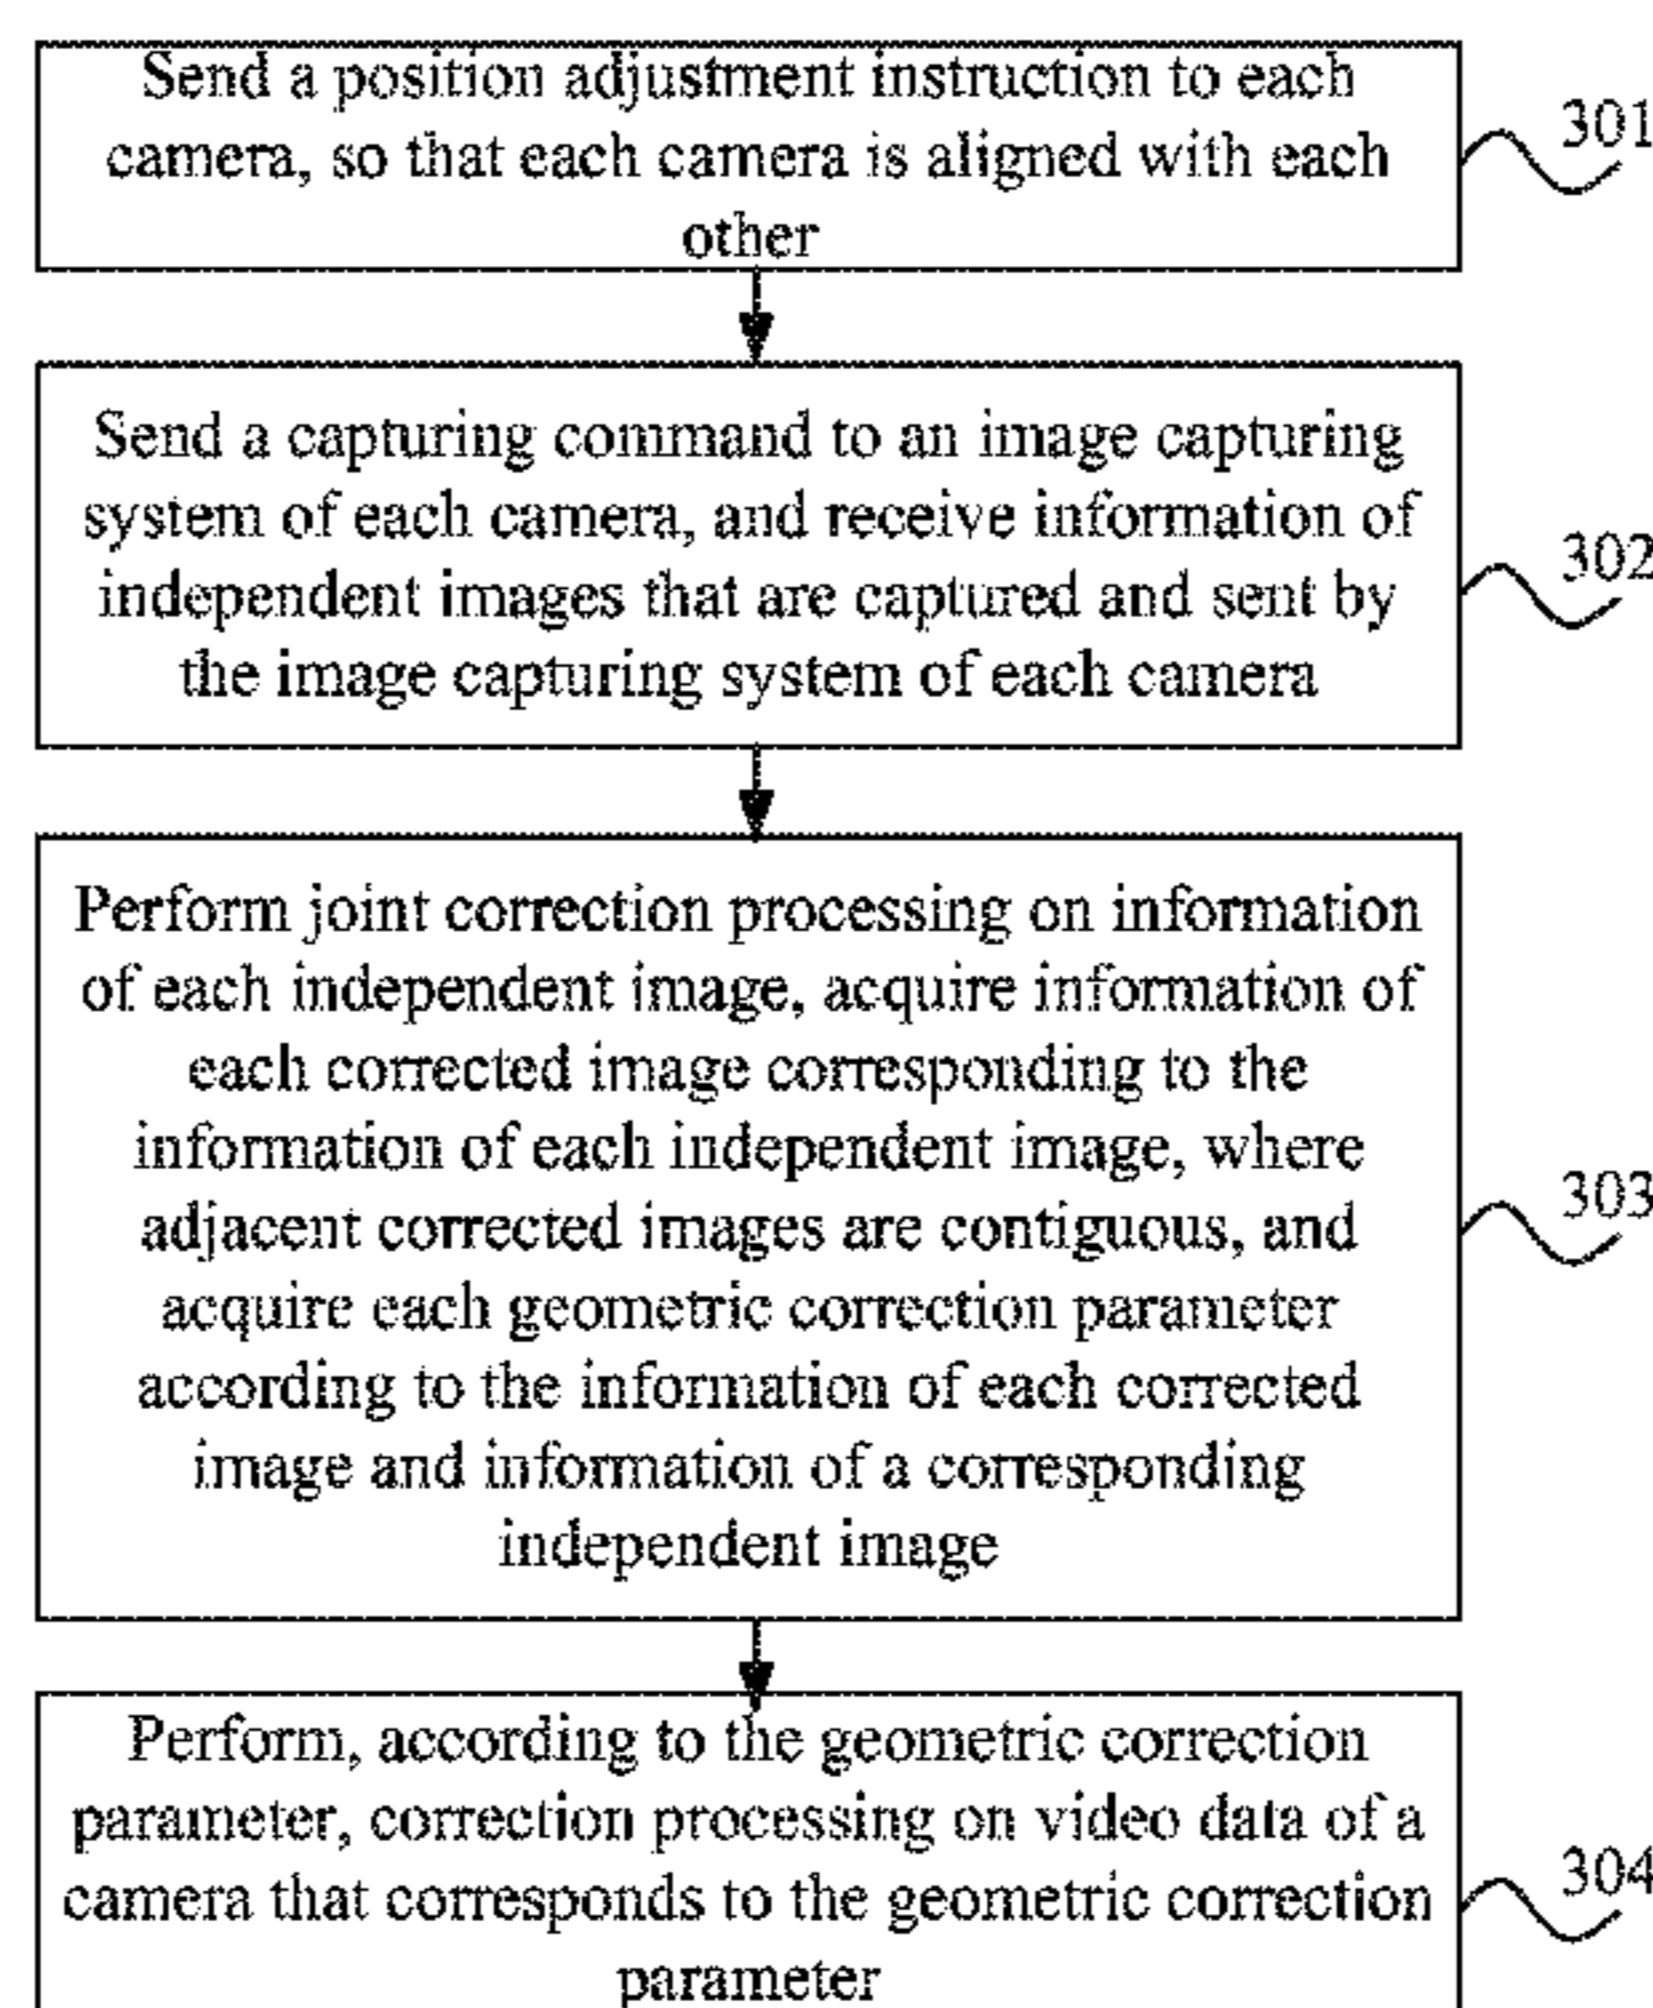 Send a position adjustment instruction to each
camera, so that each camera is aligned with each
other
301
Send a capturing command to an image capturing
system of each camera, and receive information of
independent images that are captured and sent by
the image capturing system of each camera
302
Perform joint correction processing on information
of each independent image, acquire information of
each corrected image corresponding to the
information of each independent image, where
adjacent corrected images are contiguous, and
acquire each geometric correction parameter
according to the information of each corrected
image and information of a corresponding
independent image
303
Perform, according to the geometric correction
parameter, correction processing on video data of a
camera that corresponds to the geometric correction
parameter
304